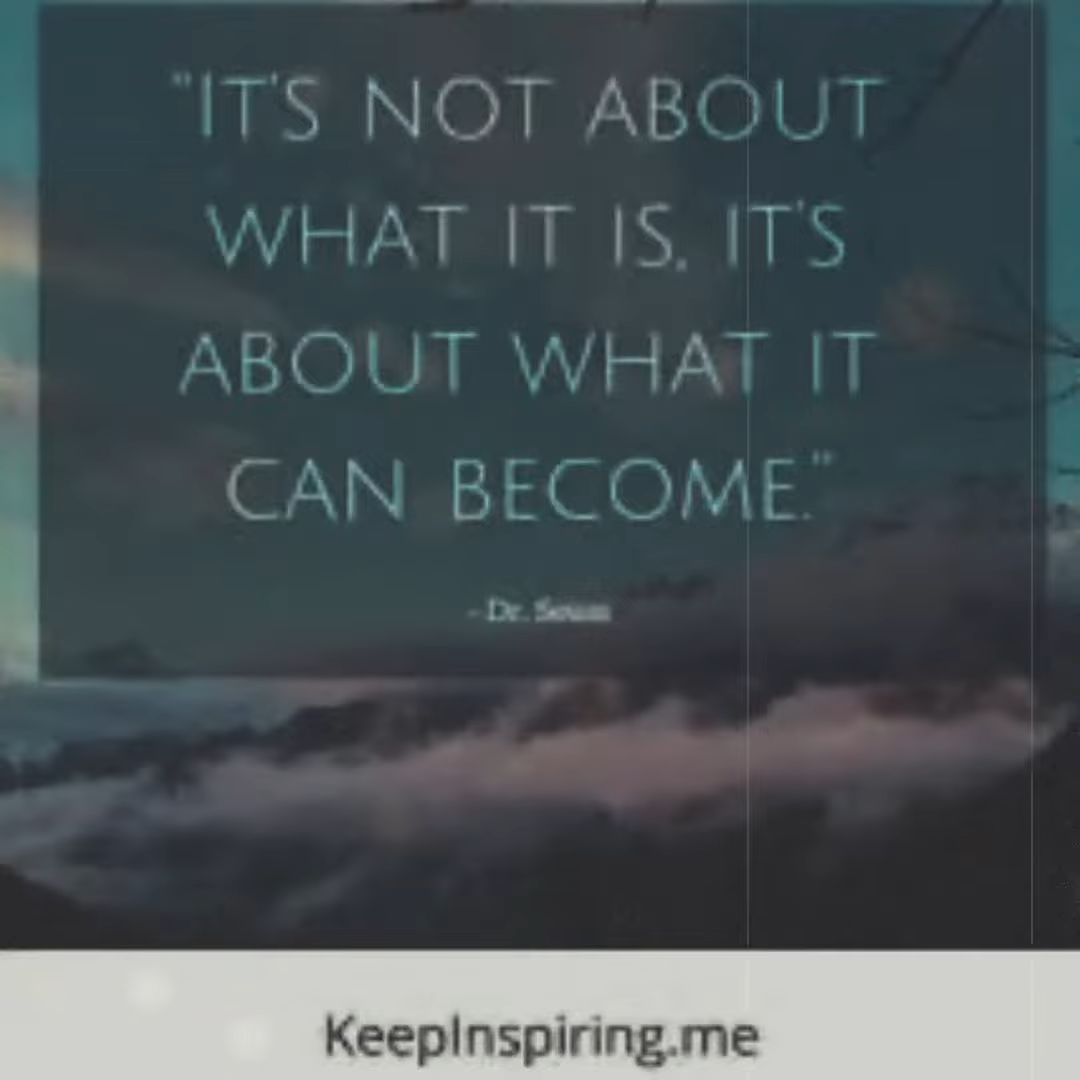 "IT'S NOT ABOUT
WHAT IT IS, IT'S
ABOUT WHAT IT
CAN BECOME."
- Dr. Seuss
KeepInspiring.me